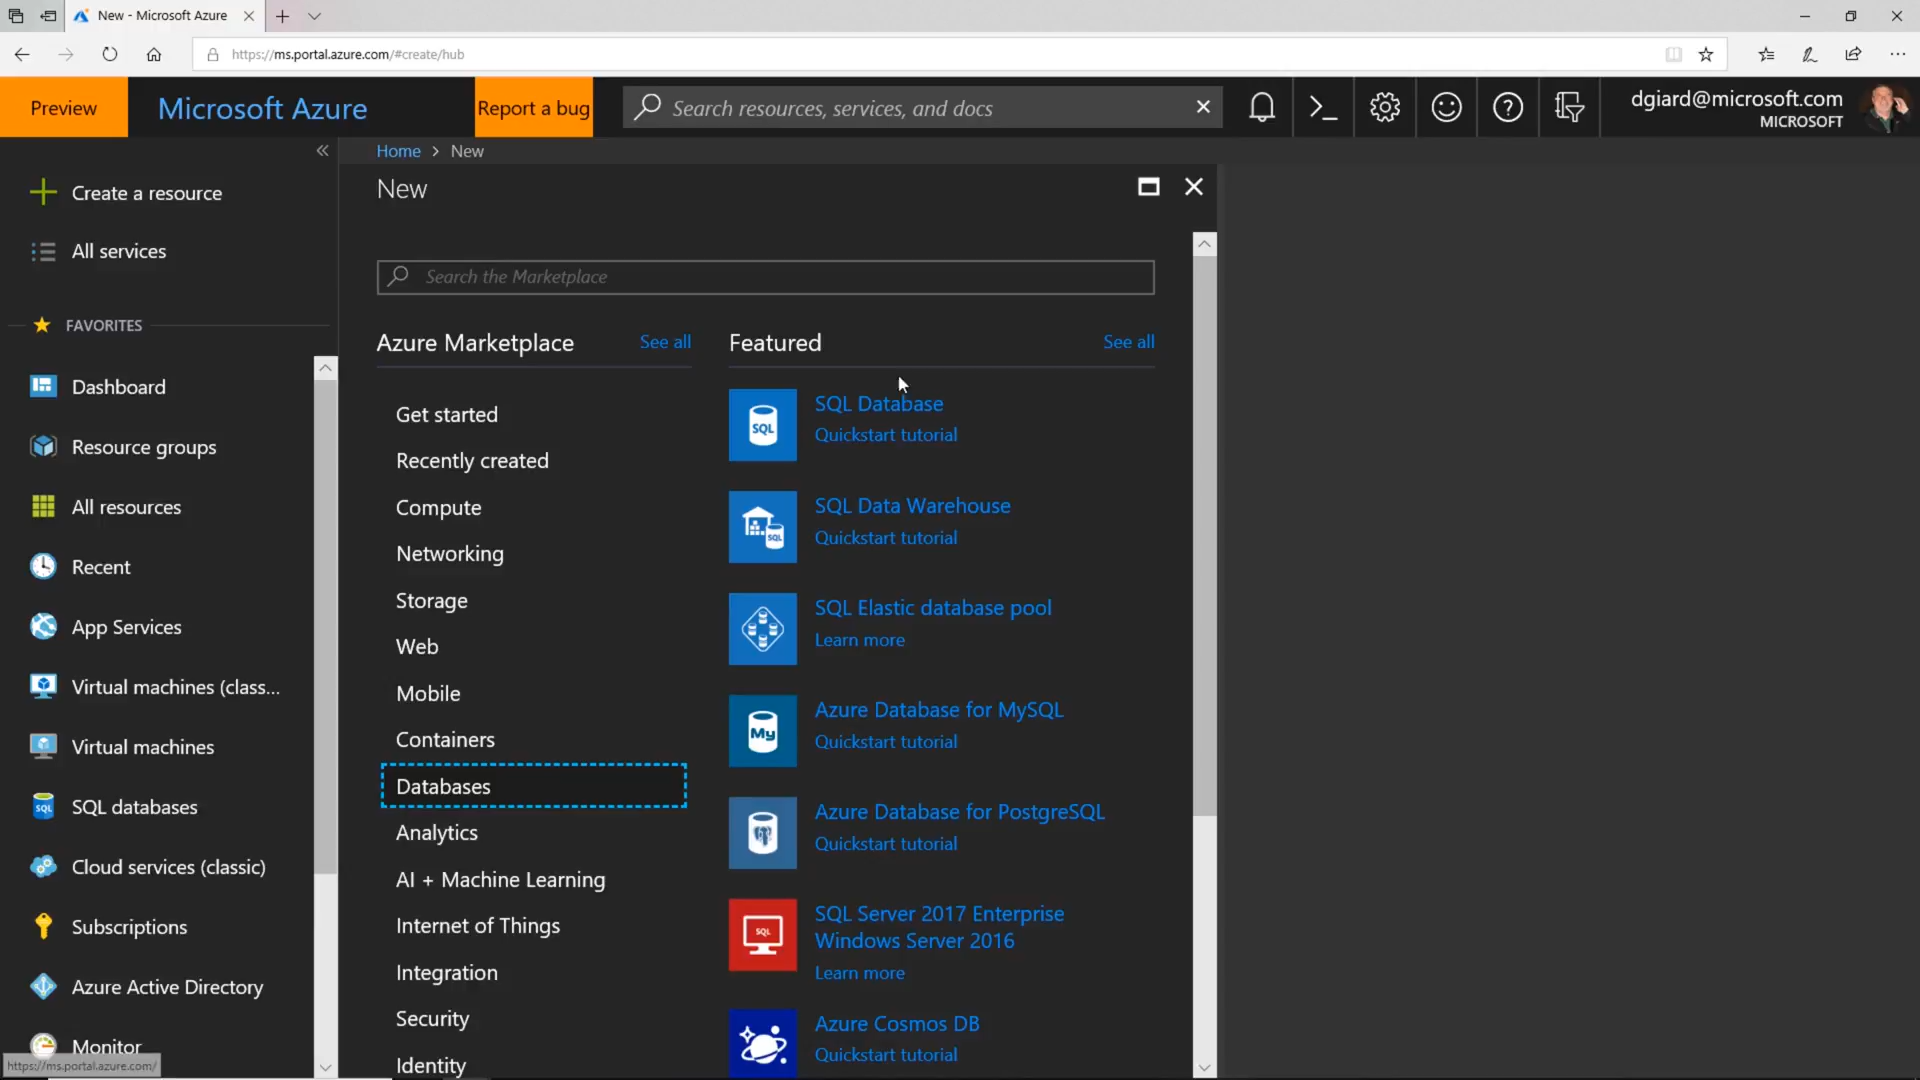 New - Microsoft Azure
https://ms.portal.azure.com/#create/hub
Preview
Microsoft Azure
Report a bug
Search resources, services, and docs
dgiard@microsoft.com
MICROSOFT
Home > New
New
Create a resource
All services
FAVORITES
Dashboard
Resource groups
All resources
Recent
App Services
Virtual machines (class...
Virtual machines
SQL databases
Cloud services (classic)
Subscriptions
Azure Active Directory
Monitor
https://ms.portal.azure.com/
Search the Marketplace
Azure Marketplace
See all
Get started
Recently created
Compute
Networking
Storage
Web
Mobile
Containers
Databases
Analytics
AI + Machine Learning
Internet of Things
Integration
Security
Identity
Featured
See all
SQL
SQL Database
Quickstart tutorial
SQL
SQL Data Warehouse
Quickstart tutorial
SQL Elastic database pool
Learn more
My
Azure Database for MySQL
Quickstart tutorial
Azure Database for PostgreSQL
Quickstart tutorial
SQL
SQL Server 2017 Enterprise
Windows Server 2016
Learn more
Azure Cosmos DB
Quickstart tutorial